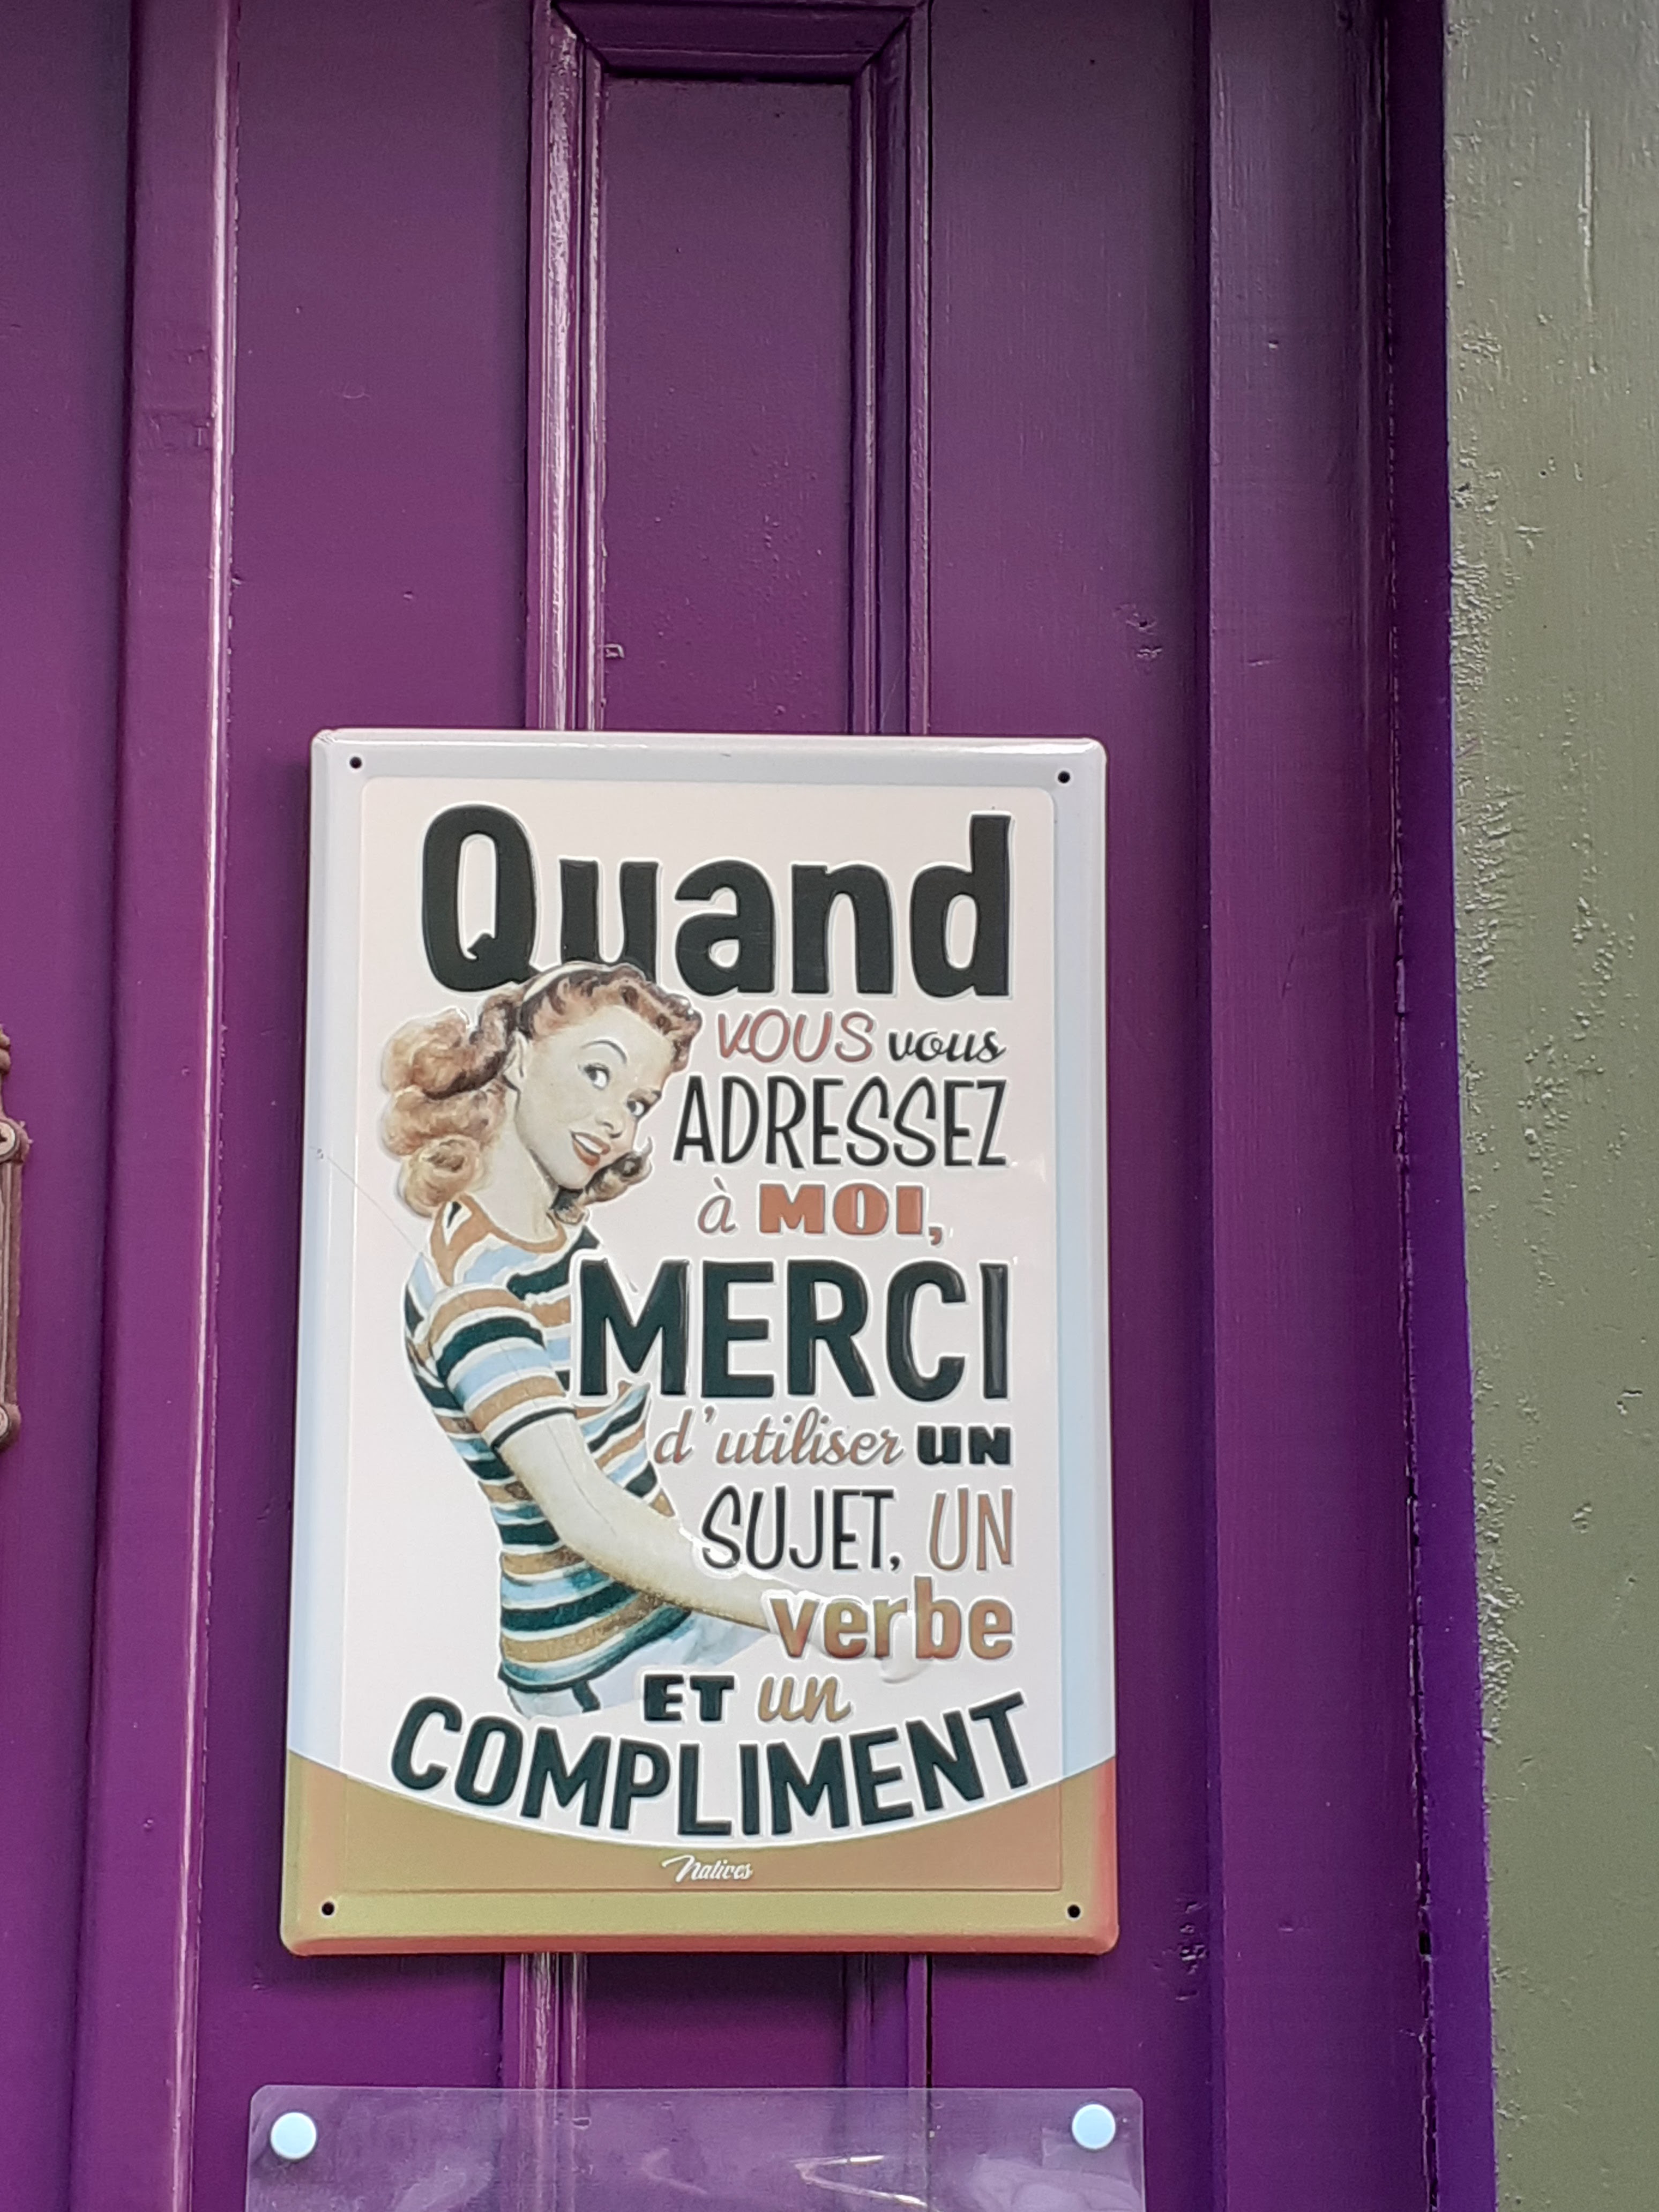 Quand
vous vous
ADRESSEZ
à MOI,
MERCI
d'utiliser UN
SUJET, UN
verbe
ET un
COMPLIMENT
Natives